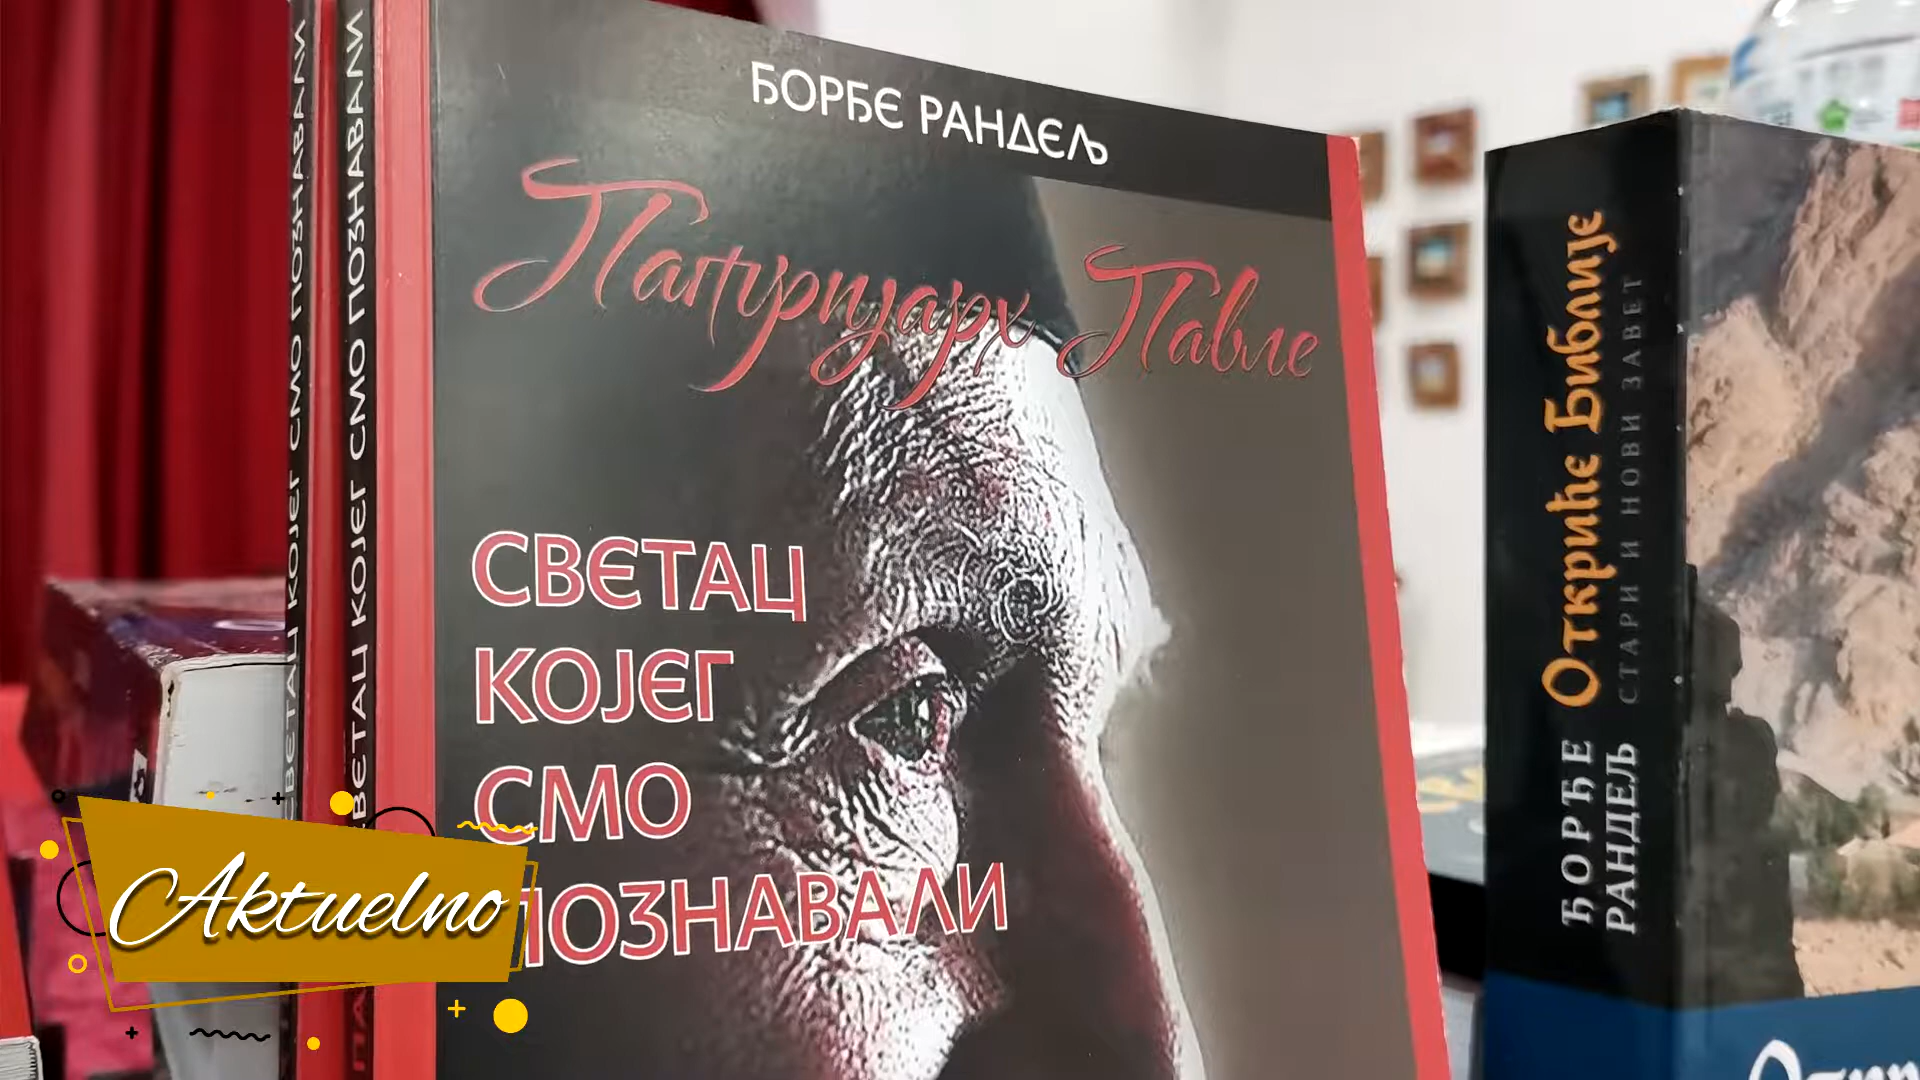 ЂОРЂЕ РАНДЕЉ
Патријарх Павле
СВЕТАЦ
КОЈЕГ
СМО
ПОЗНАВАЛИ
СВЕТАЦ КОЈЕГ СМО ПОЗНАВАЛИ
СВЕТАЦ КОЈЕГ СМО ПОЗНАВАЛИ
ЂОРЂЕ
РАНДЕЉ
Откриће Библије
СТАРИ И НОВИ ЗАВЕТ
Aktuelno